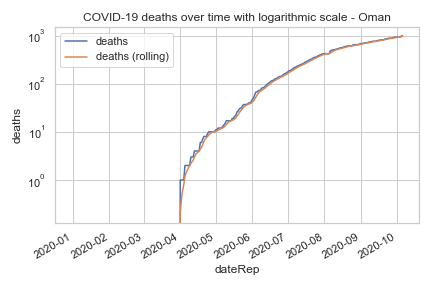 COVID-19 deaths over time with logarithmic scale - Oman
deaths
deaths (rolling)
10³
10²
10¹
10⁰
deaths
2020-01
2020-02
2020-03
2020-04
2020-05
2020-06
2020-07
2020-08
2020-09
2020-10
dateRep